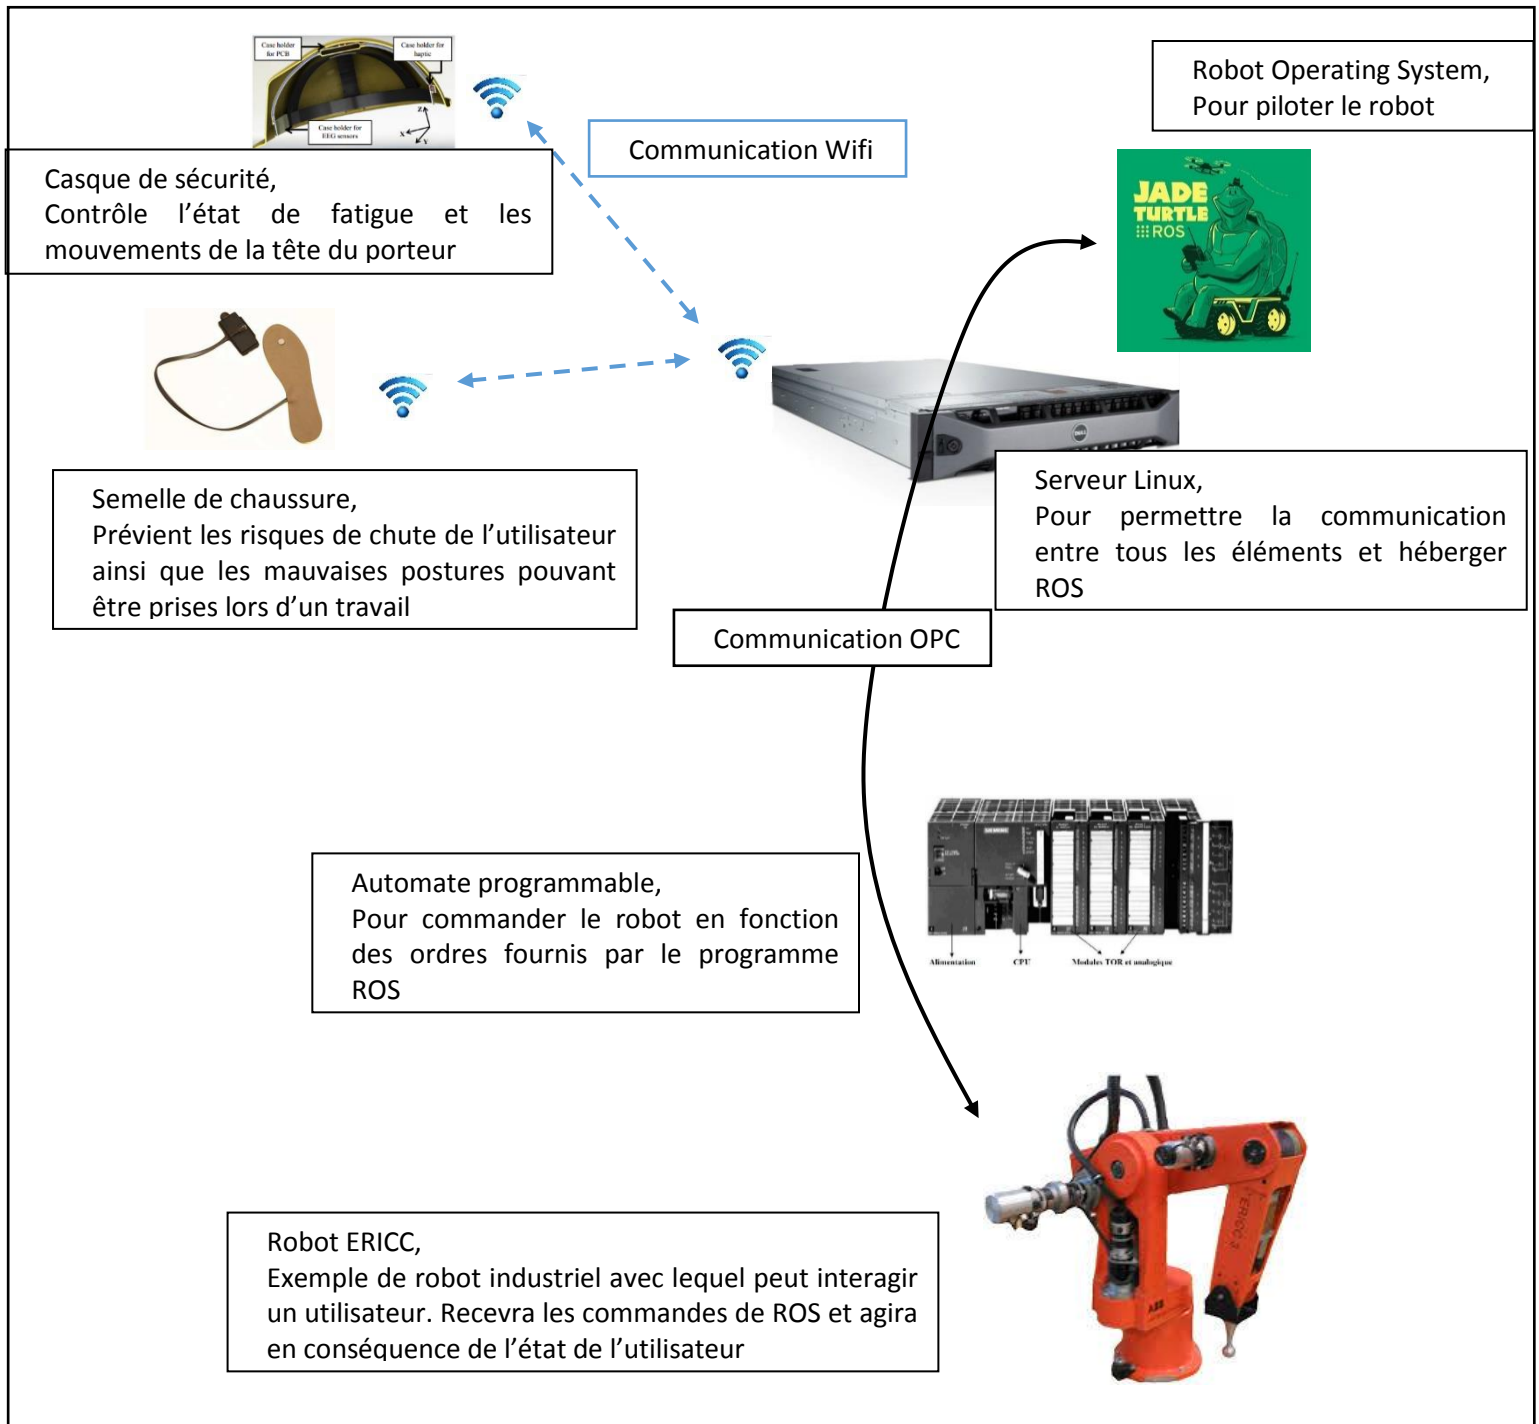 Case holder
for PCB
Case holder for
haptic
Case holder for
EEG sensors
Z
X
Y
Robot Operating System,
Pour piloter le robot
Communication Wifi
Casque de sécurité,
Contrôle l’état de fatigue et les
mouvements de la tête du porteur
JADE
TURTLE
ROS
DELL
Semelle de chaussure,
Prévient les risques de chute de l’utilisateur
ainsi que les mauvaises postures pouvant
être prises lors d’un travail
Serveur Linux,
Pour permettre la communication
entre tous les éléments et héberger
ROS
Communication OPC
Automate programmable,
Pour commander le robot en fonction
des ordres fournis par le programme
ROS
SIEMENS
Alimentation
CPU
Modules TOR et analogique
Robot ERICC,
Exemple de robot industriel avec lequel peut interagir
un utilisateur. Recevra les commandes de ROS et agira
en conséquence de l’état de l’utilisateur
ERICC 3
ABB